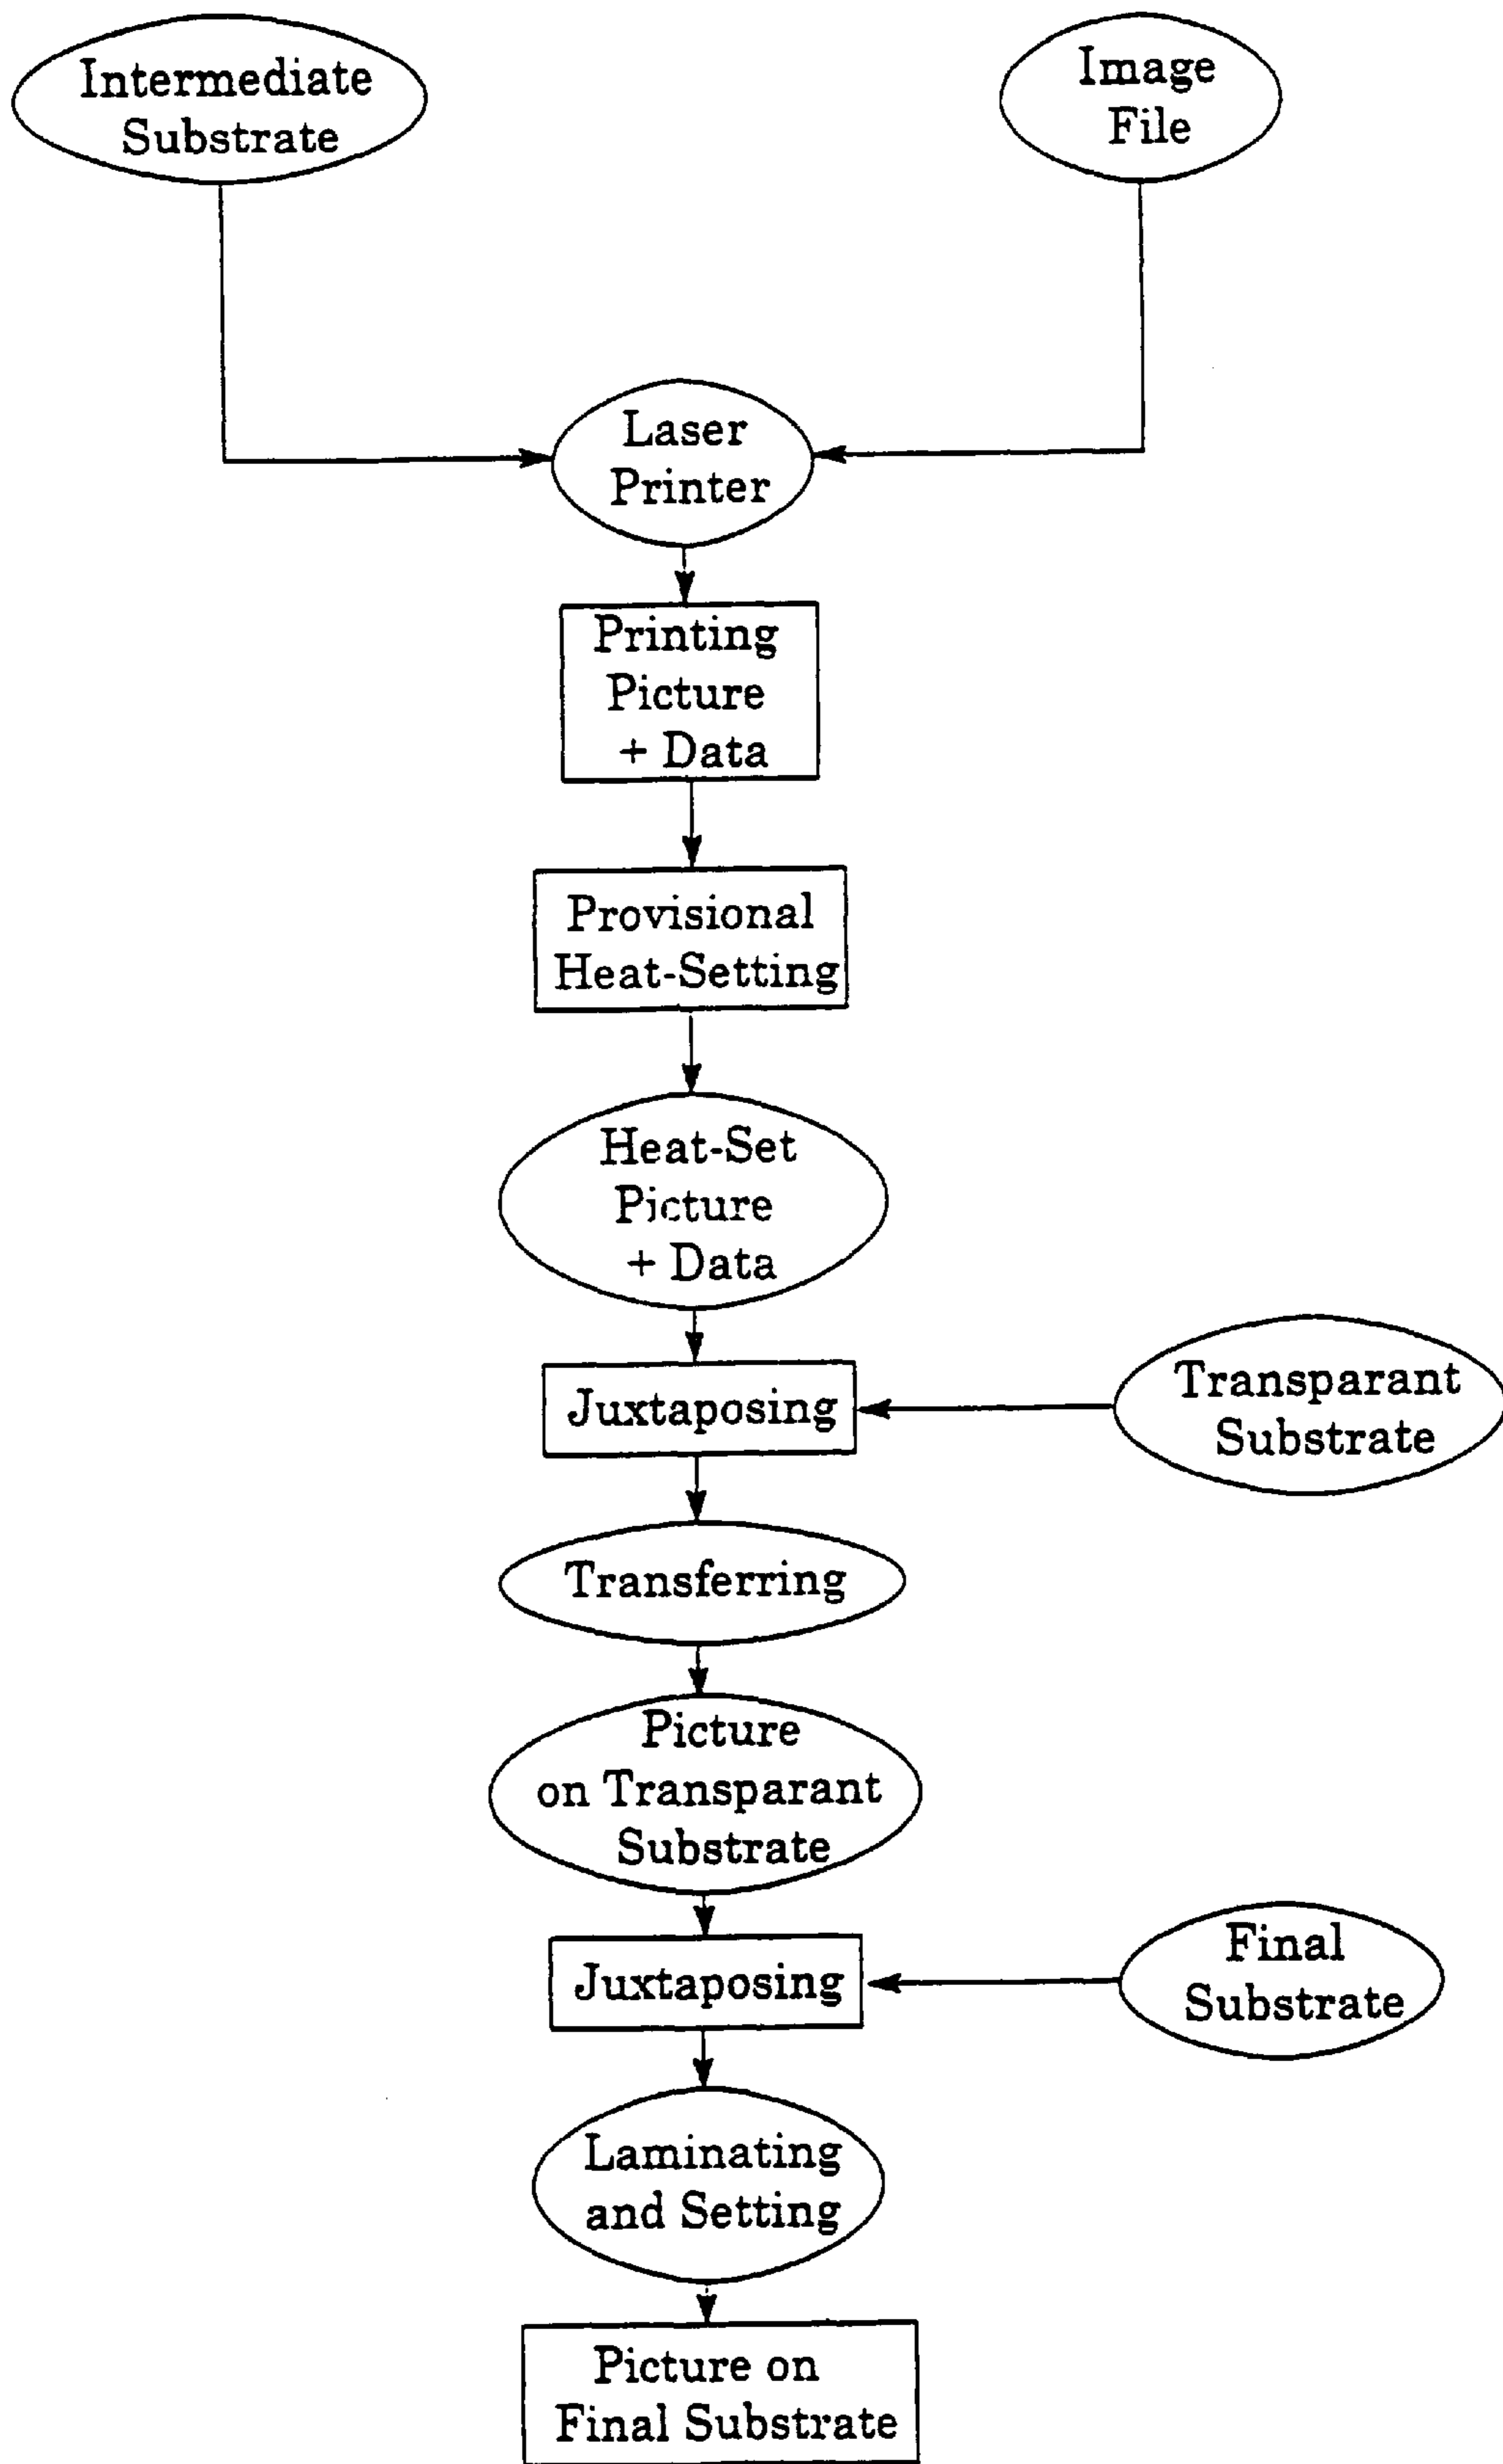 Intermediate
Substrate
Image
File
Laser
Printer
Printing
Picture
+ Data
Provisional
Heat-Setting
Heat-Set
Picture
+ Data
Juxtaposing
Transparant
Substrate
Transferring
Picture
on Transparant
Substrate
Juxtaposing
Final
Substrate
Laminating
and Setting
Picture on
Final Substrate